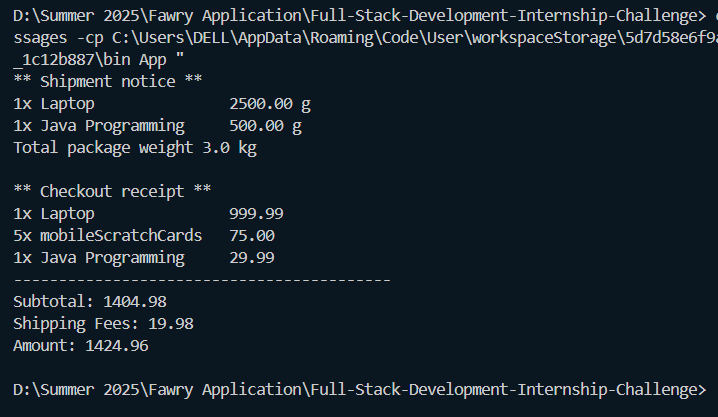 D:\Summer 2025\Fawry Application\Full-Stack-Development-Internship-Challenge>
ssages -cp C:\Users\DELL\AppData\Roaming\Code\User\workspaceStorage\5d7d58e6f9
_1c12b887\bin App "
** Shipment notice **
1x Laptop 2500.00 g
1x Java Programming 500.00 g
Total package weight 3.0 kg
** Checkout receipt **
1x Laptop 999.99
5x mobileScratchCards 75.00
1x Java Programming 29.99
------------------------------------------
Subtotal: 1404.98
Shipping Fees: 19.98
Amount: 1424.96
D:\Summer 2025\Fawry Application\Full-Stack-Development-Internship-Challenge>